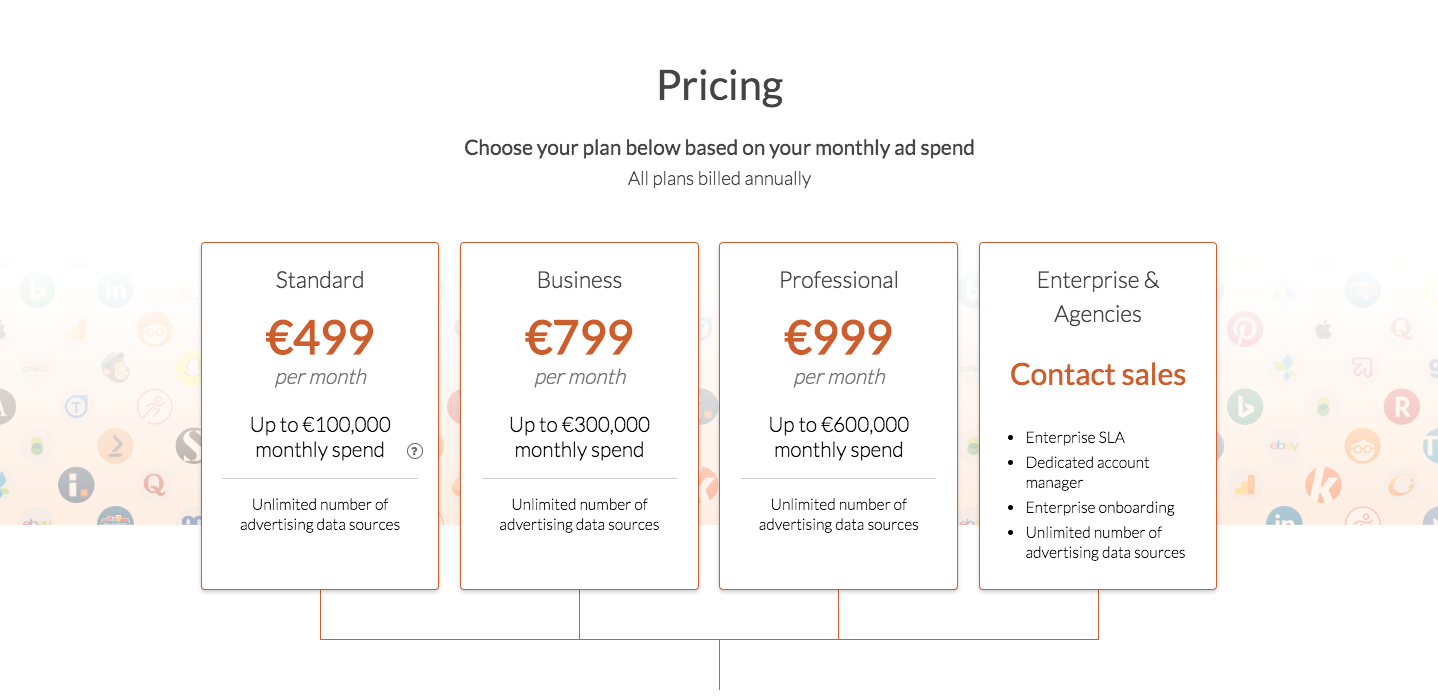 Pricing
Choose your plan below based on your monthly ad spend
All plans billed annually
Standard
€499
per month
Up to €100,000
monthly spend
?
Unlimited number of
advertising data sources
Business
€799
per month
Up to €300,000
monthly spend
Unlimited number of
advertising data sources
Professional
€999
per month
Up to €600,000
monthly spend
Unlimited number of
advertising data sources
Enterprise &
Agencies
Contact sales
• Enterprise SLA
• Dedicated account
manager
• Enterprise onboarding
• Unlimited number of
advertising data sources